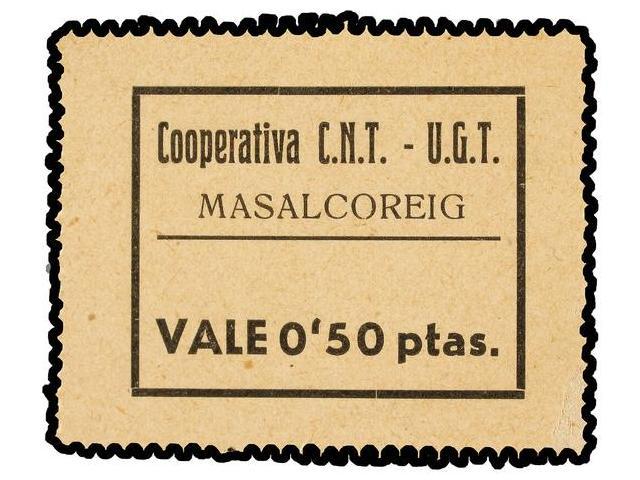 Cooperativa C.N.T. - U.G.T.
MASALCOREIG
VALE 0'50 ptas.